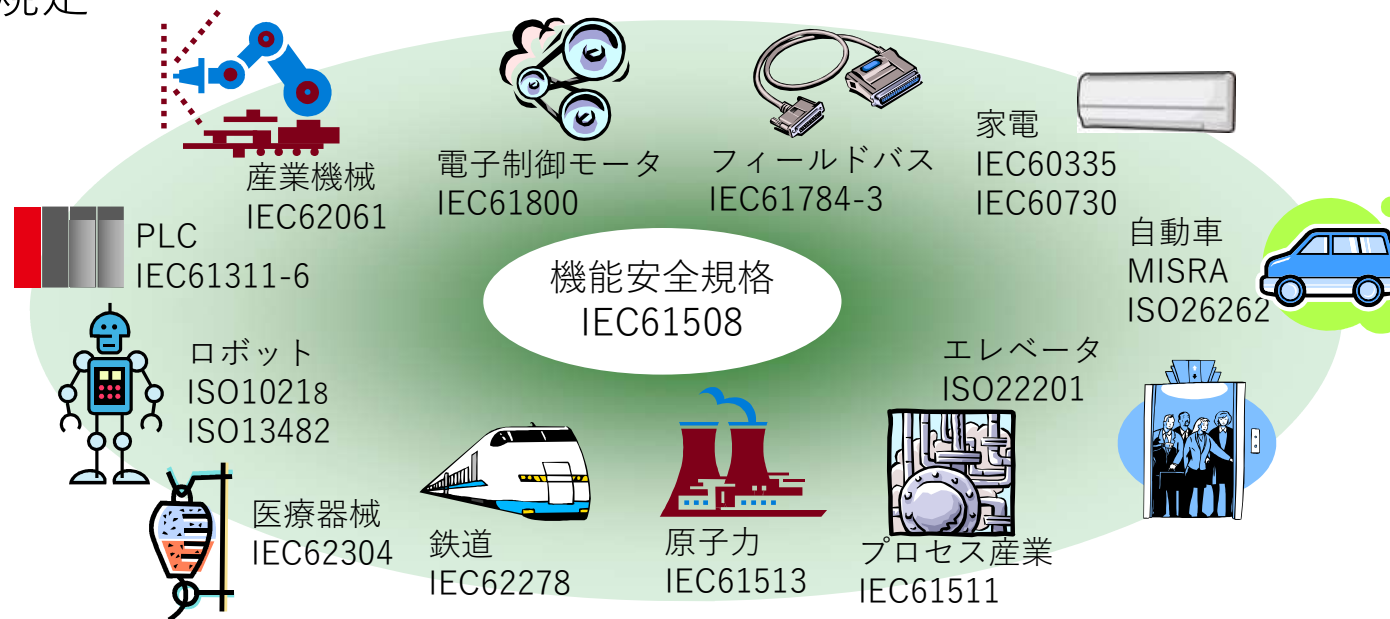 規定
産業機械
IEC62061
電子制御モータ
IEC61800
フィールドバス
IEC61784-3
家電
IEC60335
IEC60730
自動車
MISRA
ISO26262
PLC
IEC61311-6
機能安全規格
IEC61508
ロボット
ISO10218
ISO13482
エレベータ
ISO22201
医療器械
IEC62304
鉄道
IEC62278
原子力
IEC61513
プロセス産業
IEC61511